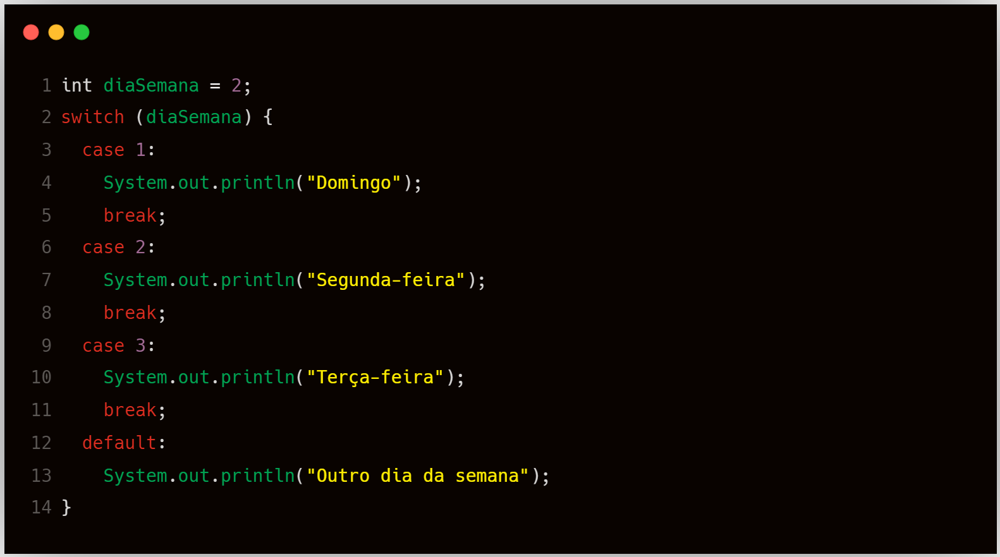 1 int diaSemana = 2;
2 switch (diaSemana) {
3   case 1:
4     System.out.println("Domingo");
5     break;
6   case 2:
7     System.out.println("Segunda-feira");
8     break;
9   case 3:
10     System.out.println("Terça-feira");
11     break;
12   default:
13     System.out.println("Outro dia da semana");
14 }